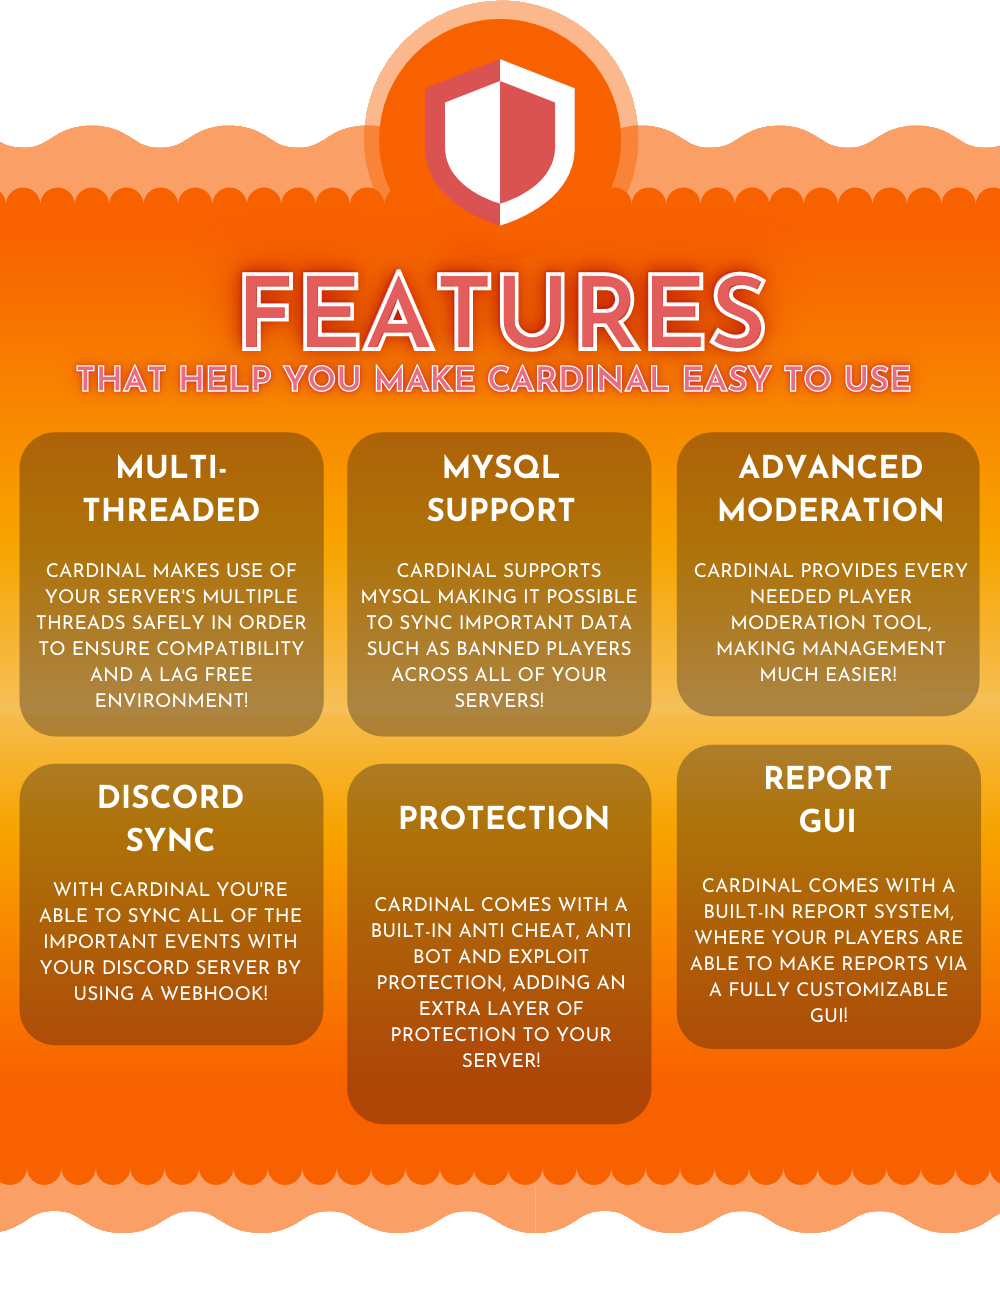 FEATURES
THAT HELP YOU MAKE CARDINAL EASY TO USE
MULTI-
THREADED
CARDINAL MAKES USE OF
YOUR SERVER'S MULTIPLE
THREADS SAFELY IN ORDER
TO ENSURE COMPATIBILITY
AND A LAG FREE
ENVIRONMENT!
MYSQL
SUPPORT
CARDINAL SUPPORTS
MYSQL MAKING IT POSSIBLE
TO SYNC IMPORTANT DATA
SUCH AS BANNED PLAYERS
ACROSS ALL OF YOUR
SERVERS!
ADVANCED
MODERATION
CARDINAL PROVIDES EVERY
NEEDED PLAYER
MODERATION TOOL,
MAKING MANAGEMENT
MUCH EASIER!
DISCORD
SYNC
WITH CARDINAL YOU'RE
ABLE TO SYNC ALL OF THE
IMPORTANT EVENTS WITH
YOUR DISCORD SERVER BY
USING A WEBHOOK!
PROTECTION
CARDINAL COMES WITH A
BUILT-IN ANTI CHEAT, ANTI
BOT AND EXPLOIT
PROTECTION, ADDING AN
EXTRA LAYER OF
PROTECTION TO YOUR
SERVER!
REPORT
GUI
CARDINAL COMES WITH A
BUILT-IN REPORT SYSTEM,
WHERE YOUR PLAYERS ARE
ABLE TO MAKE REPORTS VIA
A FULLY CUSTOMIZABLE
GUI!